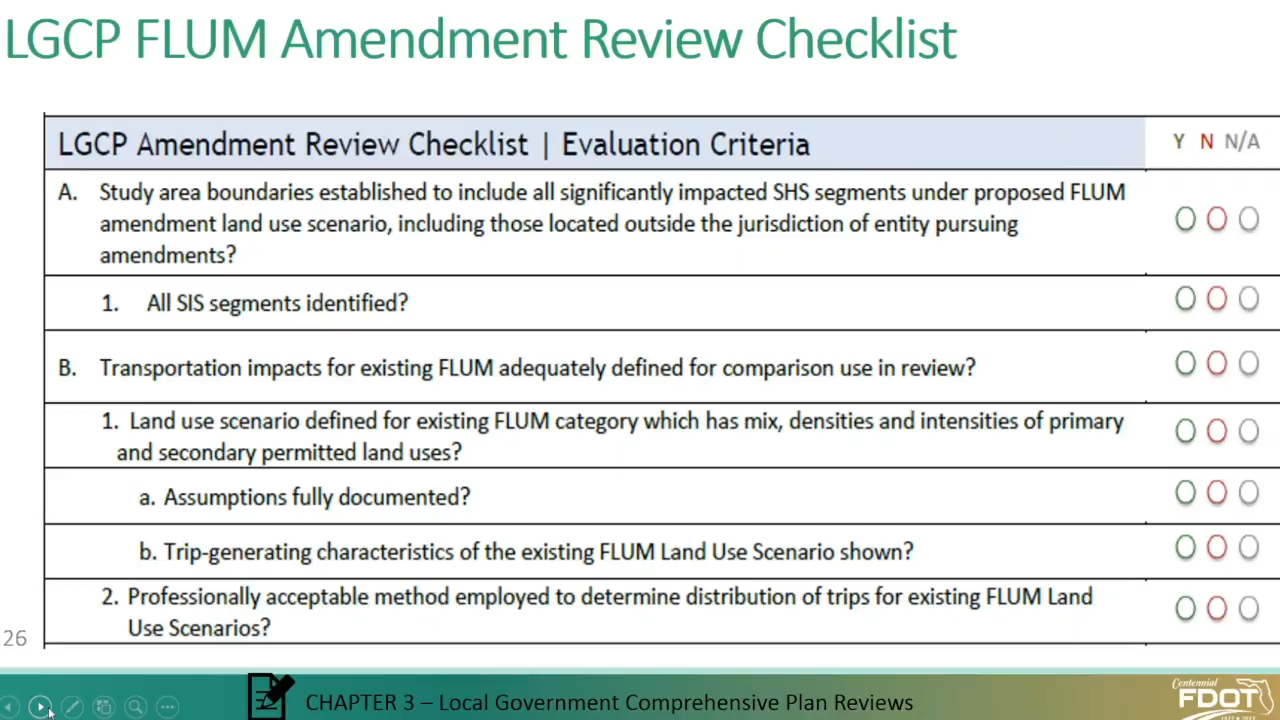 LGCP FLUM Amendment Review Checklist
LGCP Amendment Review Checklist | Evaluation Criteria
Y N N/A
A. Study area boundaries established to include all significantly impacted SHS segments under proposed FLUM
amendment land use scenario, including those located outside the jurisdiction of entity pursuing
amendments?
1. All SIS segments identified?
B. Transportation impacts for existing FLUM adequately defined for comparison use in review?
1. Land use scenario defined for existing FLUM category which has mix, densities and intensities of primary
and secondary permitted land uses?
a. Assumptions fully documented?
b. Trip-generating characteristics of the existing FLUM Land Use Scenario shown?
2. Professionally acceptable method employed to determine distribution of trips for existing FLUM Land
Use Scenarios?
26
CHAPTER 3 – Local Government Comprehensive Plan Reviews
Centennial
FDOT